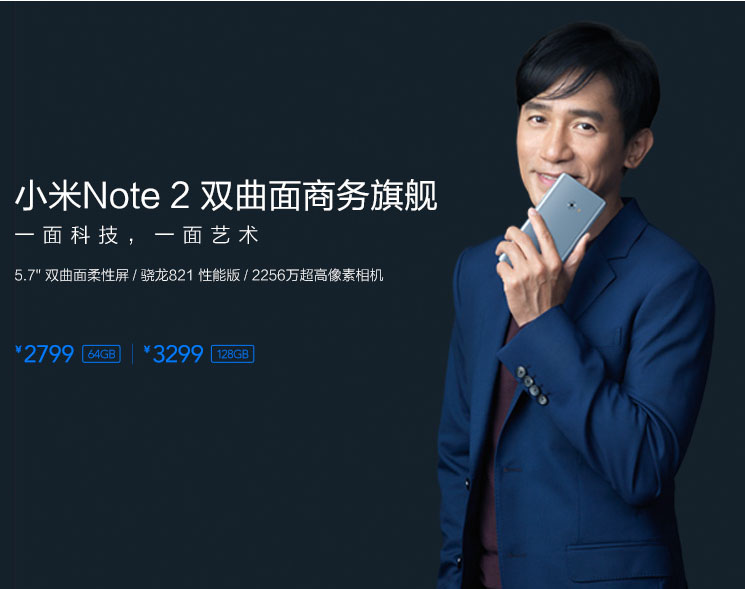 小米Note 2 双曲面商务旗舰
一面科技，一面艺术
5.7" 双曲面柔性屏 / 骁龙821 性能版 / 2256万超高像素相机
¥2799 64GB | ¥3299 128GB